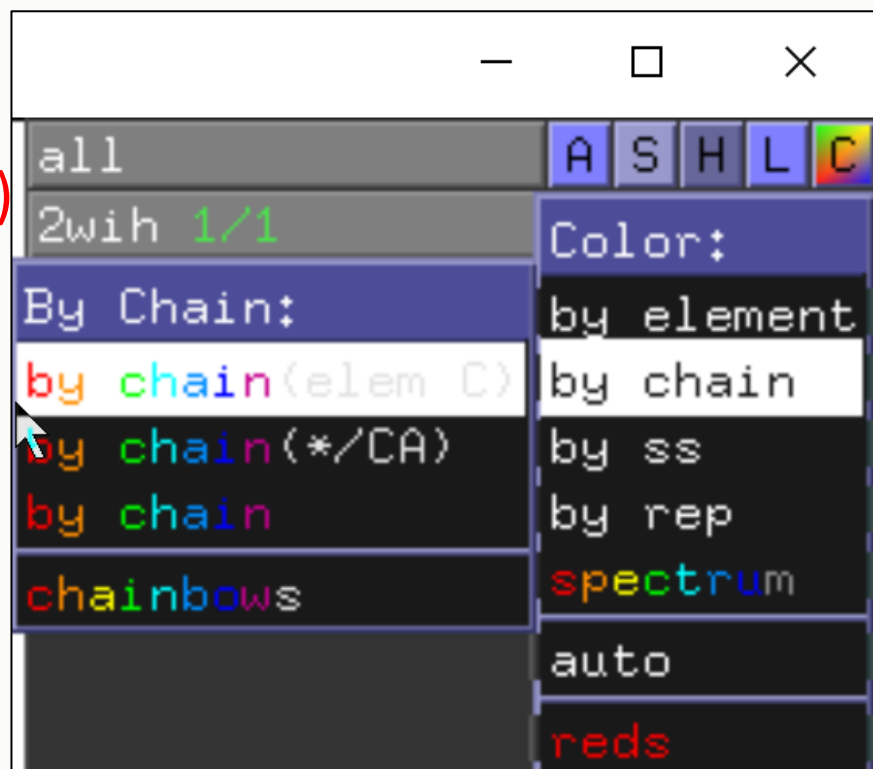 )
all A S H L C
2wih 1/1
Color:
by element
by chain
by ss
by rep
spectrum
auto
reds
By Chain:
by chain(elem C)
by chain(*/CA)
by chain
chainbows